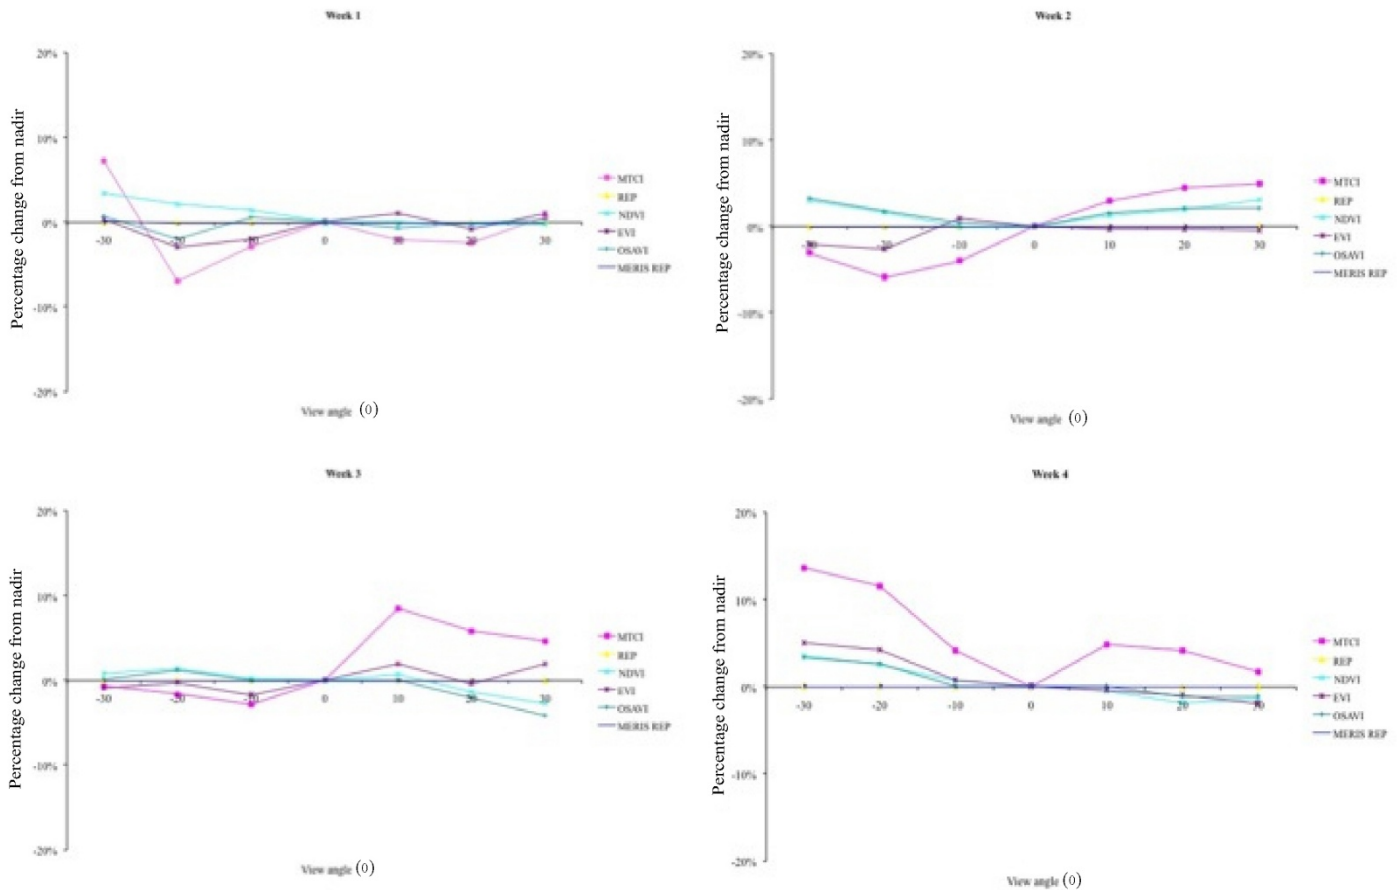 Week 1
Percentage change from nadir
20%
10%
0%
-10%
-20%
-30
-20
-10
0
10
20
30
View angle (0)
MTCI
REP
NDVI
EVI
OSAVI
MERIS REP
Week 2
Percentage change from nadir
20%
10%
0%
-10%
-20%
-30
-20
-10
0
10
20
30
View angle (0)
MTCI
REP
NDVI
EVI
OSAVI
MERIS REP
Week 3
Percentage change from nadir
20%
10%
0%
-10%
-20%
-30
-20
-10
0
10
20
30
View angle (0)
MTCI
REP
NDVI
EVI
OSAVI
MERIS REP
Week 4
Percentage change from nadir
20%
10%
0%
-10%
-20%
-30
-20
-10
0
10
20
30
View angle (0)
MTCI
REP
NDVI
EVI
OSAVI
MERIS REP